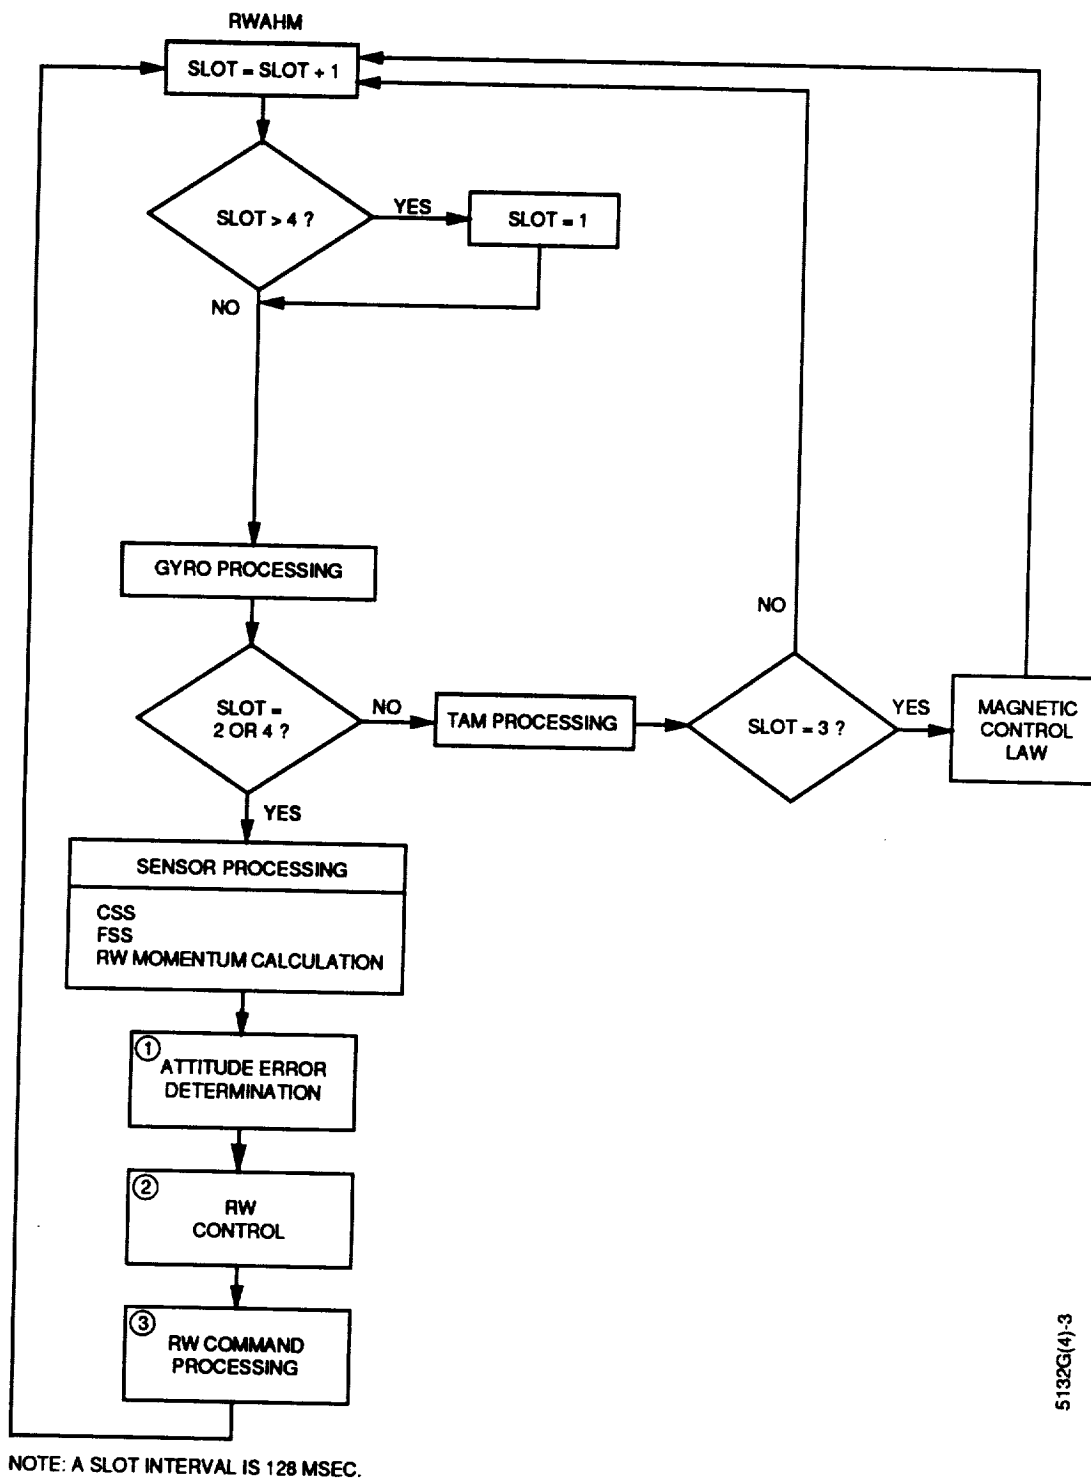 RWAHM
SLOT = SLOT + 1
SLOT > 4 ?
YES
SLOT = 1
NO
GYRO PROCESSING
NO
SLOT =
2 OR 4 ?
NO
TAM PROCESSING
SLOT = 3 ?
YES
MAGNETIC
CONTROL
LAW
YES
SENSOR PROCESSING
CSS
FSS
RW MOMENTUM CALCULATION
1
ATTITUDE ERROR
DETERMINATION
2
RW
CONTROL
3
RW COMMAND
PROCESSING
5132G(4)-3
NOTE: A SLOT INTERVAL IS 128 MSEC.